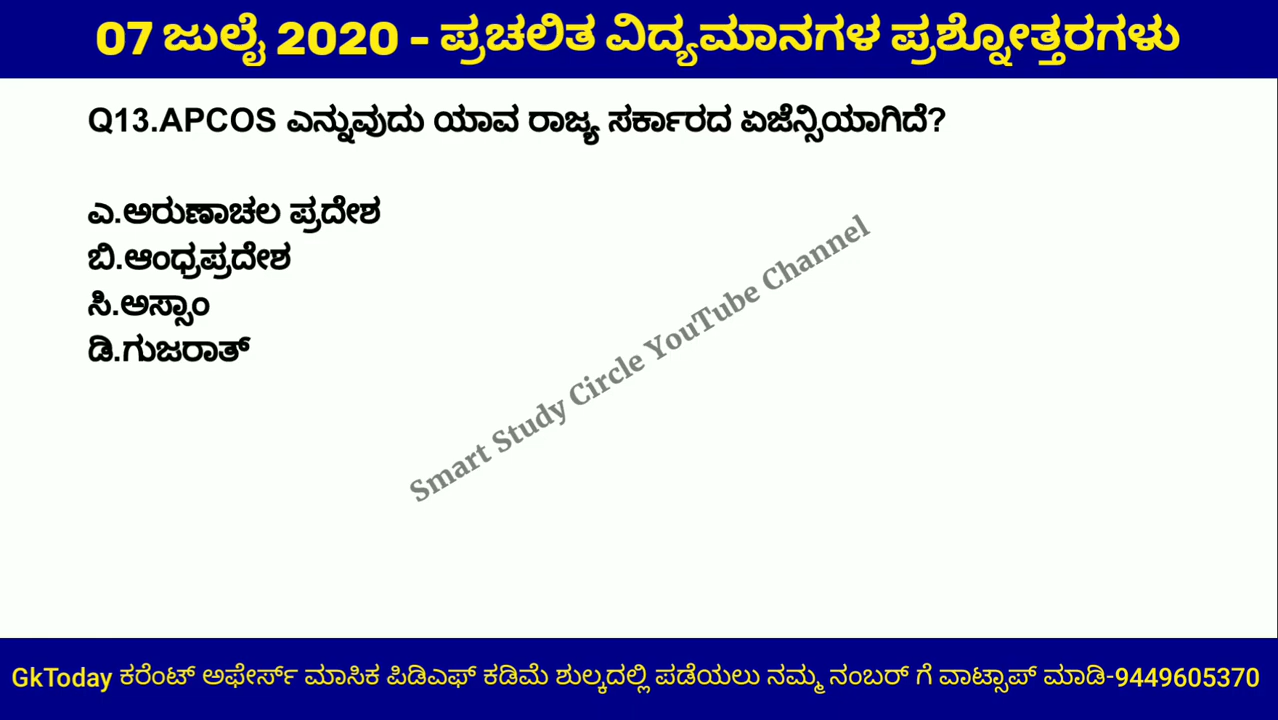 07 ಜುಲೈ 2020 - ಪ್ರಚಲಿತ ವಿದ್ಯಮಾನಗಳ ಪ್ರಶ್ನೋತ್ತರಗಳು
Q13.APCOS ಎನ್ನುವುದು ಯಾವ ರಾಜ್ಯ ಸರ್ಕಾರದ ಏಜೆನ್ಸಿಯಾಗಿದೆ?
ಎ.ಅರುಣಾಚಲ ಪ್ರದೇಶ
ಬಿ.ಆಂಧ್ರಪ್ರದೇಶ
ಸಿ.ಅಸ್ಸಾಂ
ಡಿ.ಗುಜರಾತ್
Smart Study Circle YouTube Channel
GkToday ಕರೆಂಟ್ ಅಫೇರ್ಸ್ ಮಾಸಿಕ ಪಿಡಿಎಫ್ ಕಡಿಮೆ ಶುಲ್ಕದಲ್ಲಿ ಪಡೆಯಲು ನಮ್ಮ ನಂಬರ್ ಗೆ ವಾಟ್ಸಾಪ್ ಮಾಡಿ-9449605370